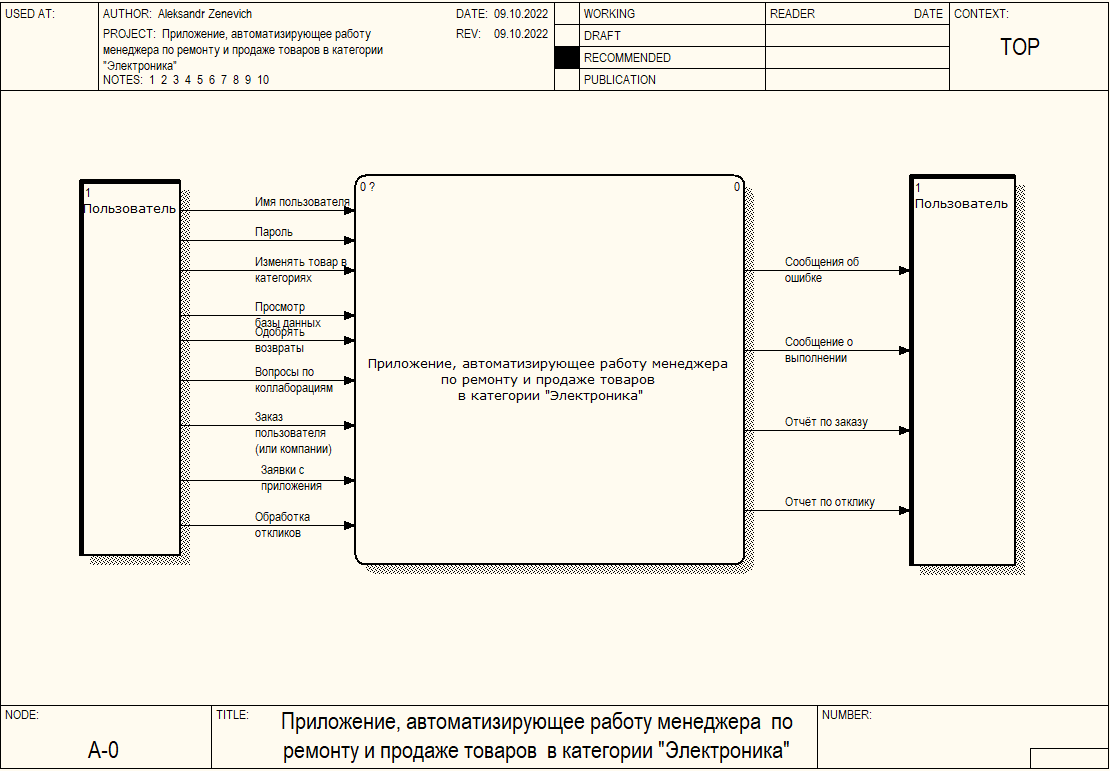 USED AT:
AUTHOR: Aleksandr Zenevich
DATE: 09.10.2022
PROJECT: Приложение, автоматизирующее работу
менеджера по ремонту и продаже товаров в категории
"Электроника"
REV: 09.10.2022
NOTES: 1 2 3 4 5 6 7 8 9 10
WORKING
DRAFT
RECOMMENDED
PUBLICATION
READER
DATE
CONTEXT:
TOP
1
Пользователь
Имя пользователя
Пароль
Изменять товар в
категориях
Просмотр
базы данных
Одобрять
возвраты
Вопросы по
коллаборациям
Заказ
пользователя
(или компании)
Заявки с
приложения
Обработка
откликов
0 ?
0
Приложение, автоматизирующее работу менеджера
по ремонту и продаже товаров
в категории "Электроника"
Сообщения об
ошибке
Сообщение о
выполнении
Отчёт по заказу
Отчет по отклику
1
Пользователь
NODE:
A-0
TITLE:
Приложение, автоматизирующее работу менеджера по
ремонту и продаже товаров в категории "Электроника"
NUMBER: